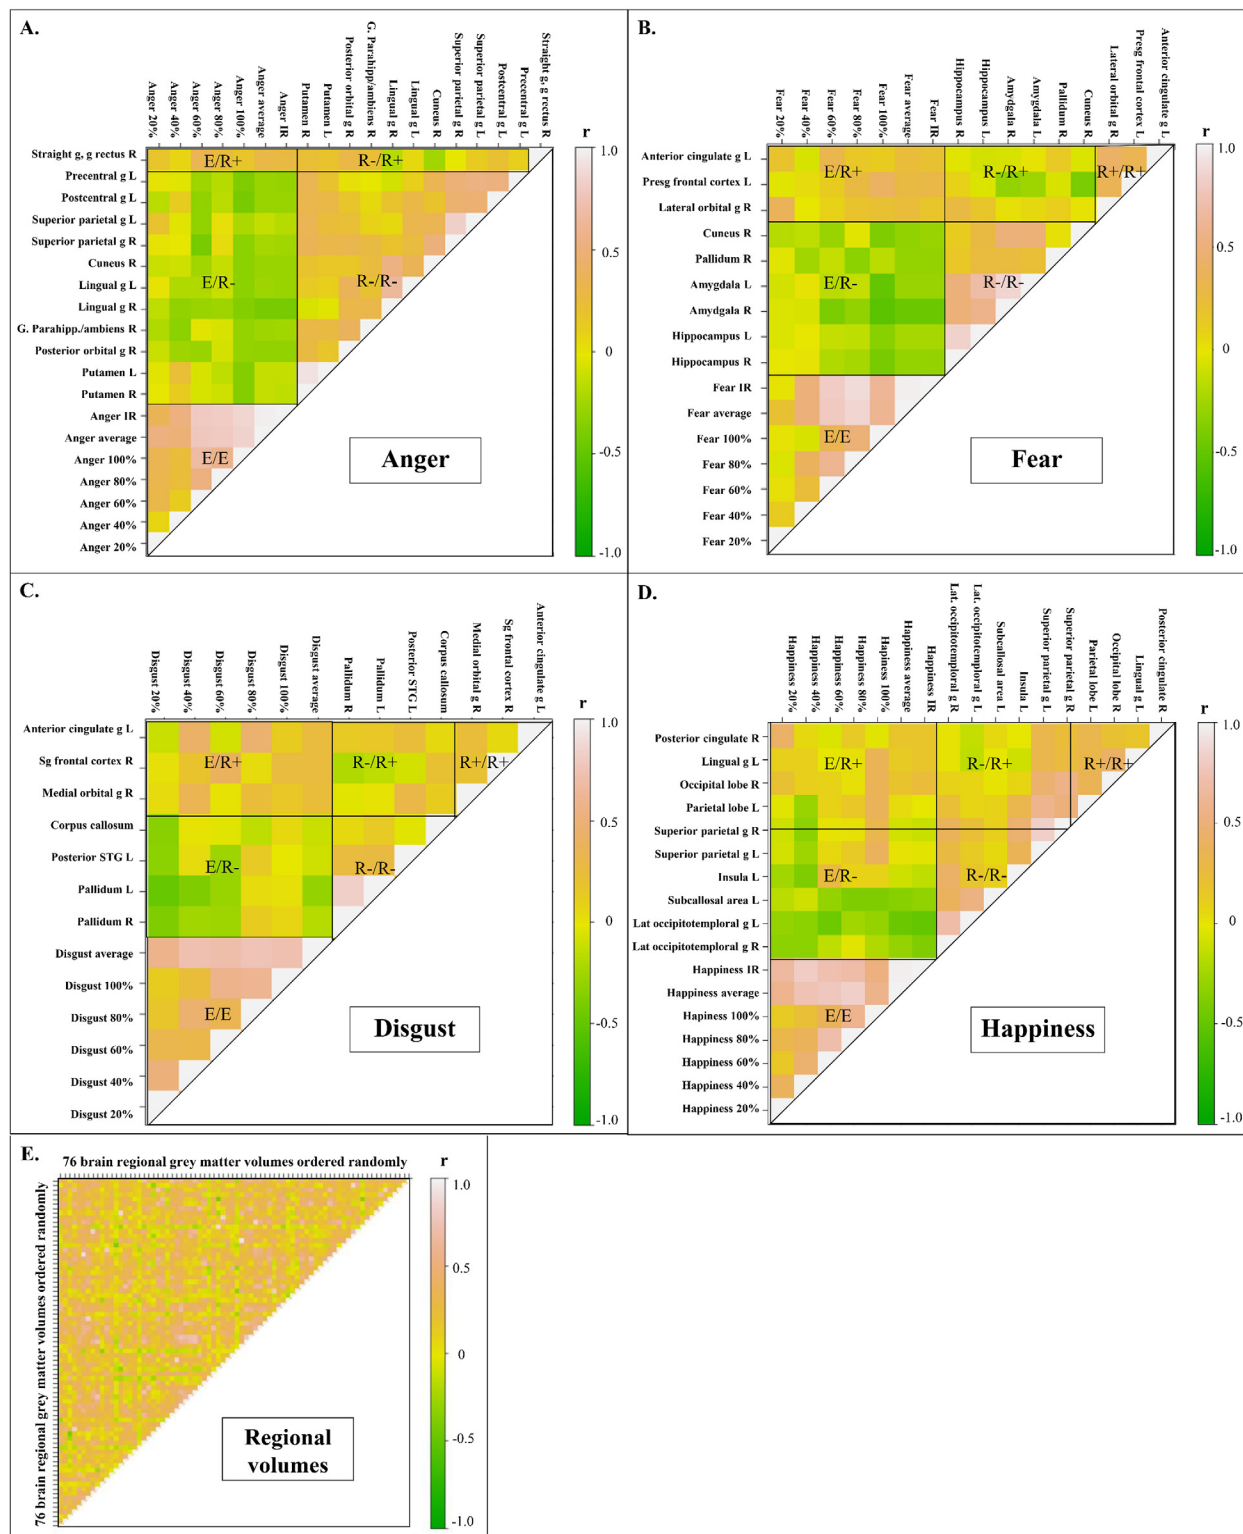 A.
Anger 20%
Anger 40%
Anger 60%
Anger 80%
Anger 100%
Anger average
Anger IR
Putamen R
Putamen L
Posterior orbital g R
G. Parahipp/ambiens R
Lingual g R
Lingual g L
Cuneus R
Superior parietal g R
Superior parietal g L
Postcentral g L
Precentral g L
Straight g, g rectus R
Straight g, g rectus R
Precentral g L
Postcentral g L
Superior parietal g L
Superior parietal g R
Cuneus R
Lingual g L
Lingual g R
G. Parahipp./ambiens R
Posterior orbital g R
Putamen L
Putamen R
Anger IR
Anger average
Anger 100%
Anger 80%
Anger 60%
Anger 40%
Anger 20%
E/R+
R-/R+
E/R-
R-/R-
E/E
Anger
r
1.0
0.5
0
-0.5
-1.0
B.
Fear 20%
Fear 40%
Fear 60%
Fear 80%
Fear 100%
Fear average
Fear IR
Hippocampus R
Hippocampus L
Amydgala R
Amygdala L
Pallidum R
Cuneus R
Lateral orbital g R
Presg frontal cortex L
Anterior cingulate g L
Anterior cingulate g L
Presg frontal cortex L
Lateral orbital g R
Cuneus R
Pallidum R
Amygdala L
Amydgala R
Hippocampus L
Hippocampus R
Fear IR
Fear average
Fear 100%
Fear 80%
Fear 60%
Fear 40%
Fear 20%
E/R+
R-/R+
R+/R+
E/R-
R-/R-
E/E
Fear
r
1.0
0.5
0
-0.5
-1.0
C.
Disgust 20%
Disgust 40%
Disgust 60%
Disgust 80%
Disgust 100%
Disgust average
Pallidum R
Pallidum L
Posterior STG L
Corpus callosum
Medial orbital g R
Sg frontal cortex R
Anterior cingulate g L
Anterior cingulate g L
Sg frontal cortex R
Medial orbital g R
Corpus callosum
Posterior STG L
Pallidum L
Pallidum R
Disgust average
Disgust 100%
Disgust 80%
Disgust 60%
Disgust 40%
Disgust 20%
E/R+
R-/R+
R+/R+
E/R-
R-/R-
E/E
Disgust
r
1.0
0.5
0
-0.5
-1.0
D.
Happiness 20%
Happiness 40%
Happiness 60%
Happiness 80%
Hapiness 100%
Happiness average
Happiness IR
Lat. occipitotemploral g R
Lat. occipitotemploral g L
Subcallosal area L
Insula L
Superior parietal g L
Superior parietal g R
Parietal lobe L
Occipital lobe R
Lingual g L
Posterior cingulate R
Posterior cingulate R
Lingual g L
Occipital lobe R
Parietal lobe L
Superior parietal g R
Superior parietal g L
Insula L
Subcallosal area L
Lat occipitotemploral g L
Lat occipitotemploral g R
Happiness IR
Happiness average
Hapiness 100%
Happiness 80%
Happiness 60%
Happiness 40%
Happiness 20%
E/R+
R-/R+
R+/R+
E/R-
R-/R-
E/E
Happiness
r
1.0
0.5
0
-0.5
-1.0
E.
76 brain regional grey matter volumes ordered randomly
76 brain regional grey matter volumes ordered randomly
Regional
volumes
r
1.0
0.5
0
-0.5
-1.0